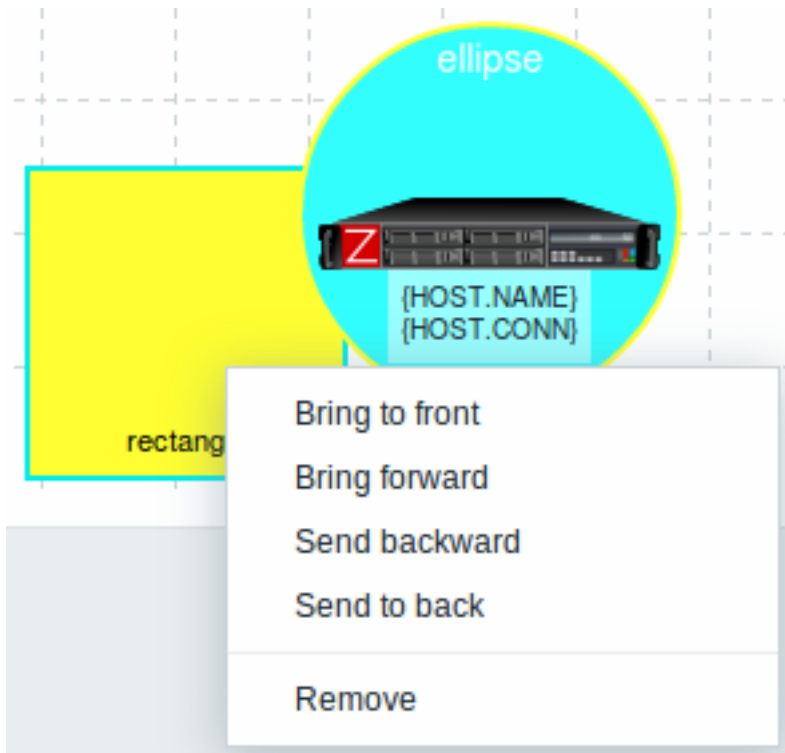 ellipse
Z
{HOST.NAME}
{HOST.CONN}
rectang
Bring to front
Bring forward
Send backward
Send to back
Remove